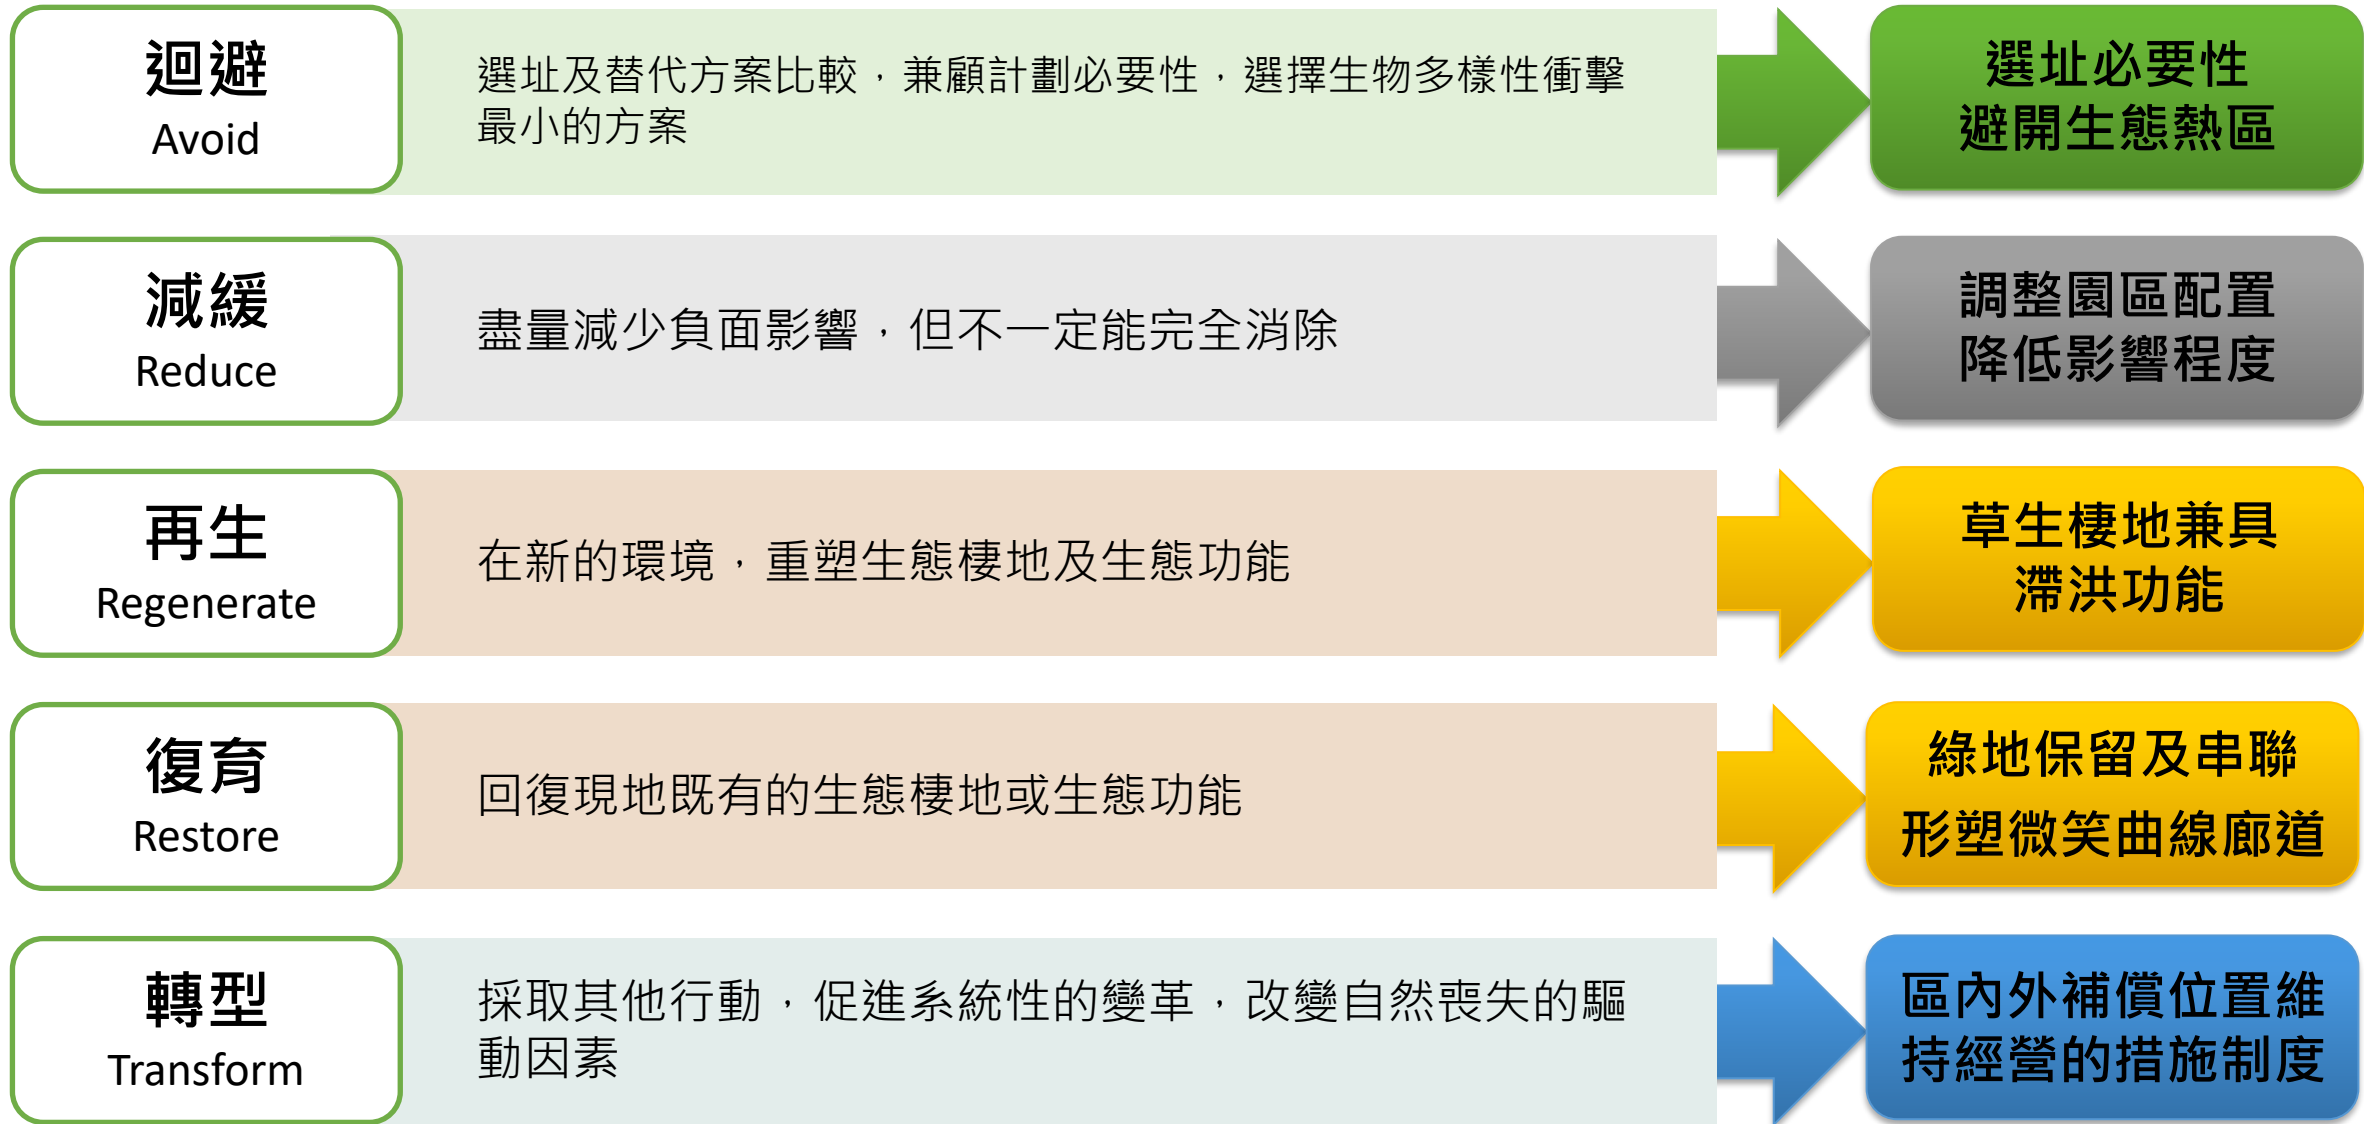 迴避
Avoid
選址及替代方案比較，兼顧計劃必要性，選擇生物多樣性衝擊
最小的方案
選址必要性
避開生態熱區
減緩
Reduce
盡量減少負面影響，但不一定能完全消除
調整園區配置
降低影響程度
再生
Regenerate
在新的環境，重塑生態棲地及生態功能
草生棲地兼具
滯洪功能
復育
Restore
回復現地既有的生態棲地或生態功能
綠地保留及串聯
形塑微笑曲線廊道
轉型
Transform
採取其他行動，促進系統性的變革，改變自然喪失的驅
動因素
區內外補償位置維
持經營的措施制度